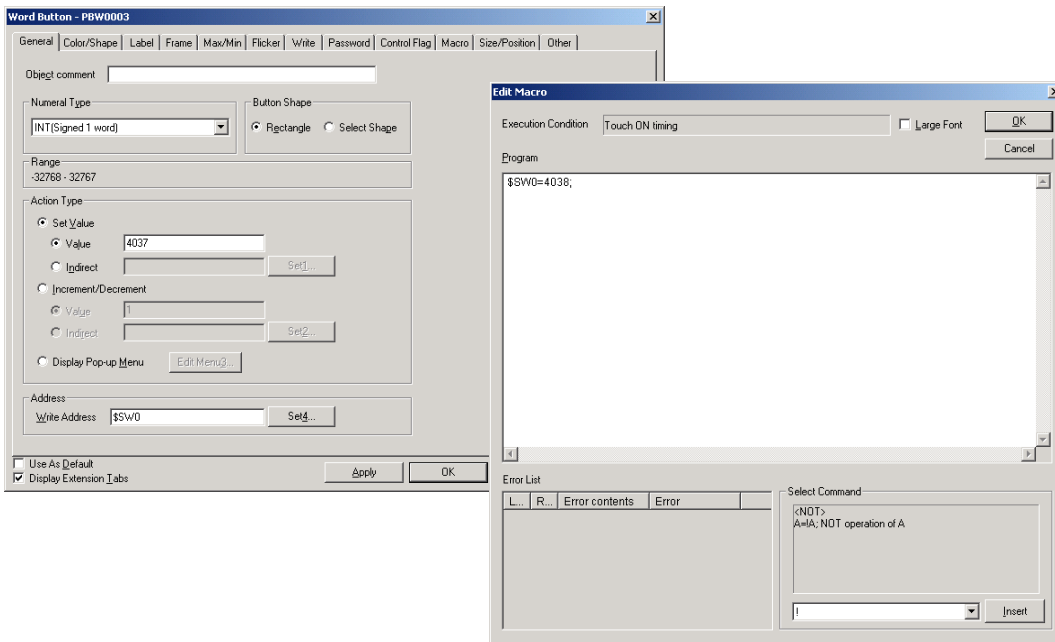 Word Button - PBW0003
General Color/Shape Label Frame Max/Min Flicker Write Password Control Flag Macro Size/Position Other
Object comment
Numeral Type
INT(Signed 1 word)
Button Shape
Rectangle Select Shape
Range
-32768 - 32767
Action Type
Set Value
Value 4037
Indirect Set1...
Increment/Decrement
Value 1
Indirect Set2...
Display Pop-up Menu Edit Menu3...
Address
Write Address $SW0 Set4...
Use As Default
Display Extension Tabs
Apply OK
Edit Macro
Execution Condition Touch ON timing Large Font OK
Cancel
Program
$SW0=4038;
Error List
L... R... Error contents Error
Select Command
<NOT>
A=!A; NOT operation of A
! Insert